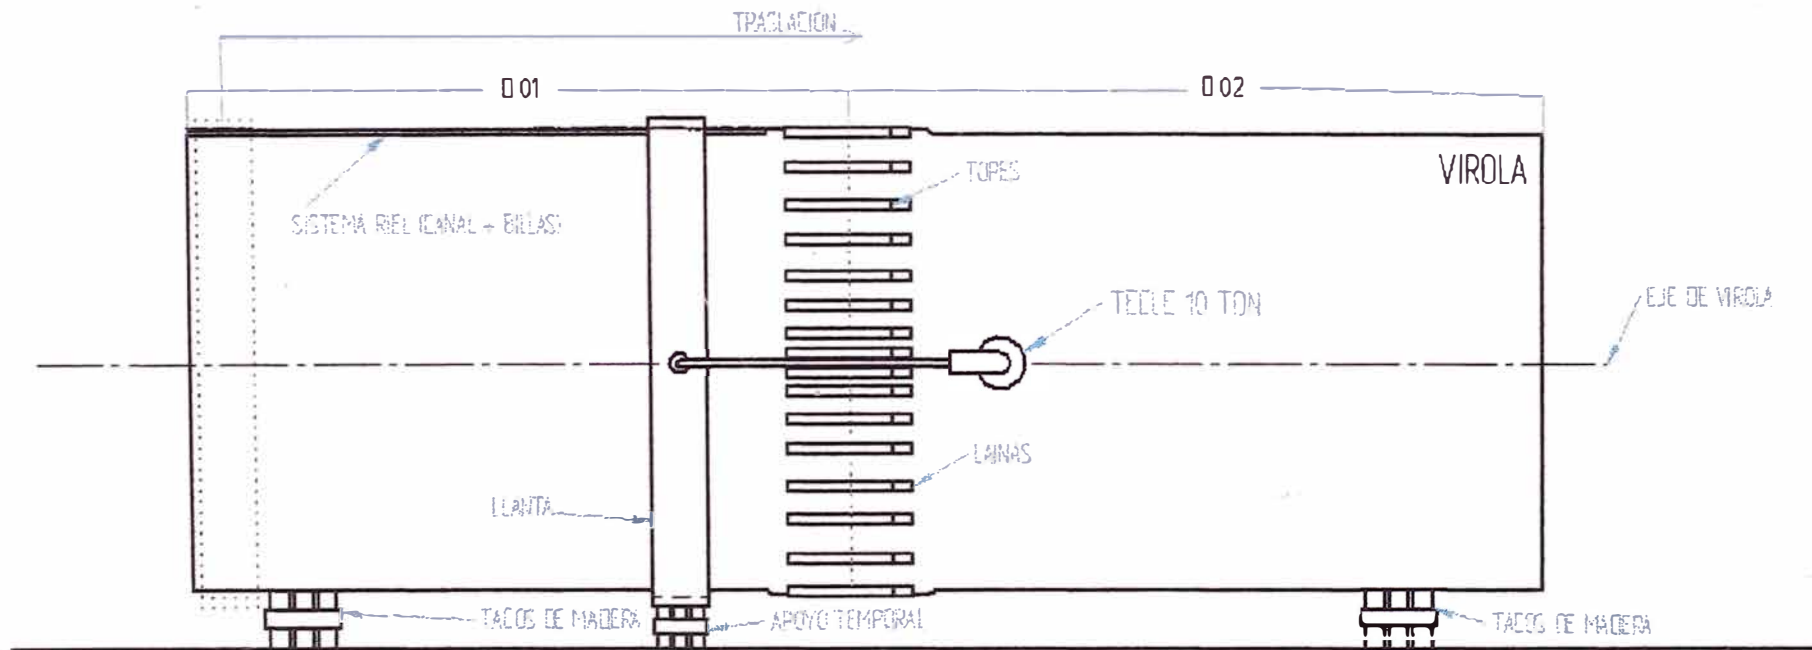 TRASLACION
▯ 01
▯ 02
VIROLA
TOPES
SISTEMA RIEL (CANAL + BILLAS)
TECLE 10 TON
EJE DE VIROLA
LAINAS
LLANTA
TACOS DE MADERA
APOYO TEMPORAL
TACOS DE MADERA